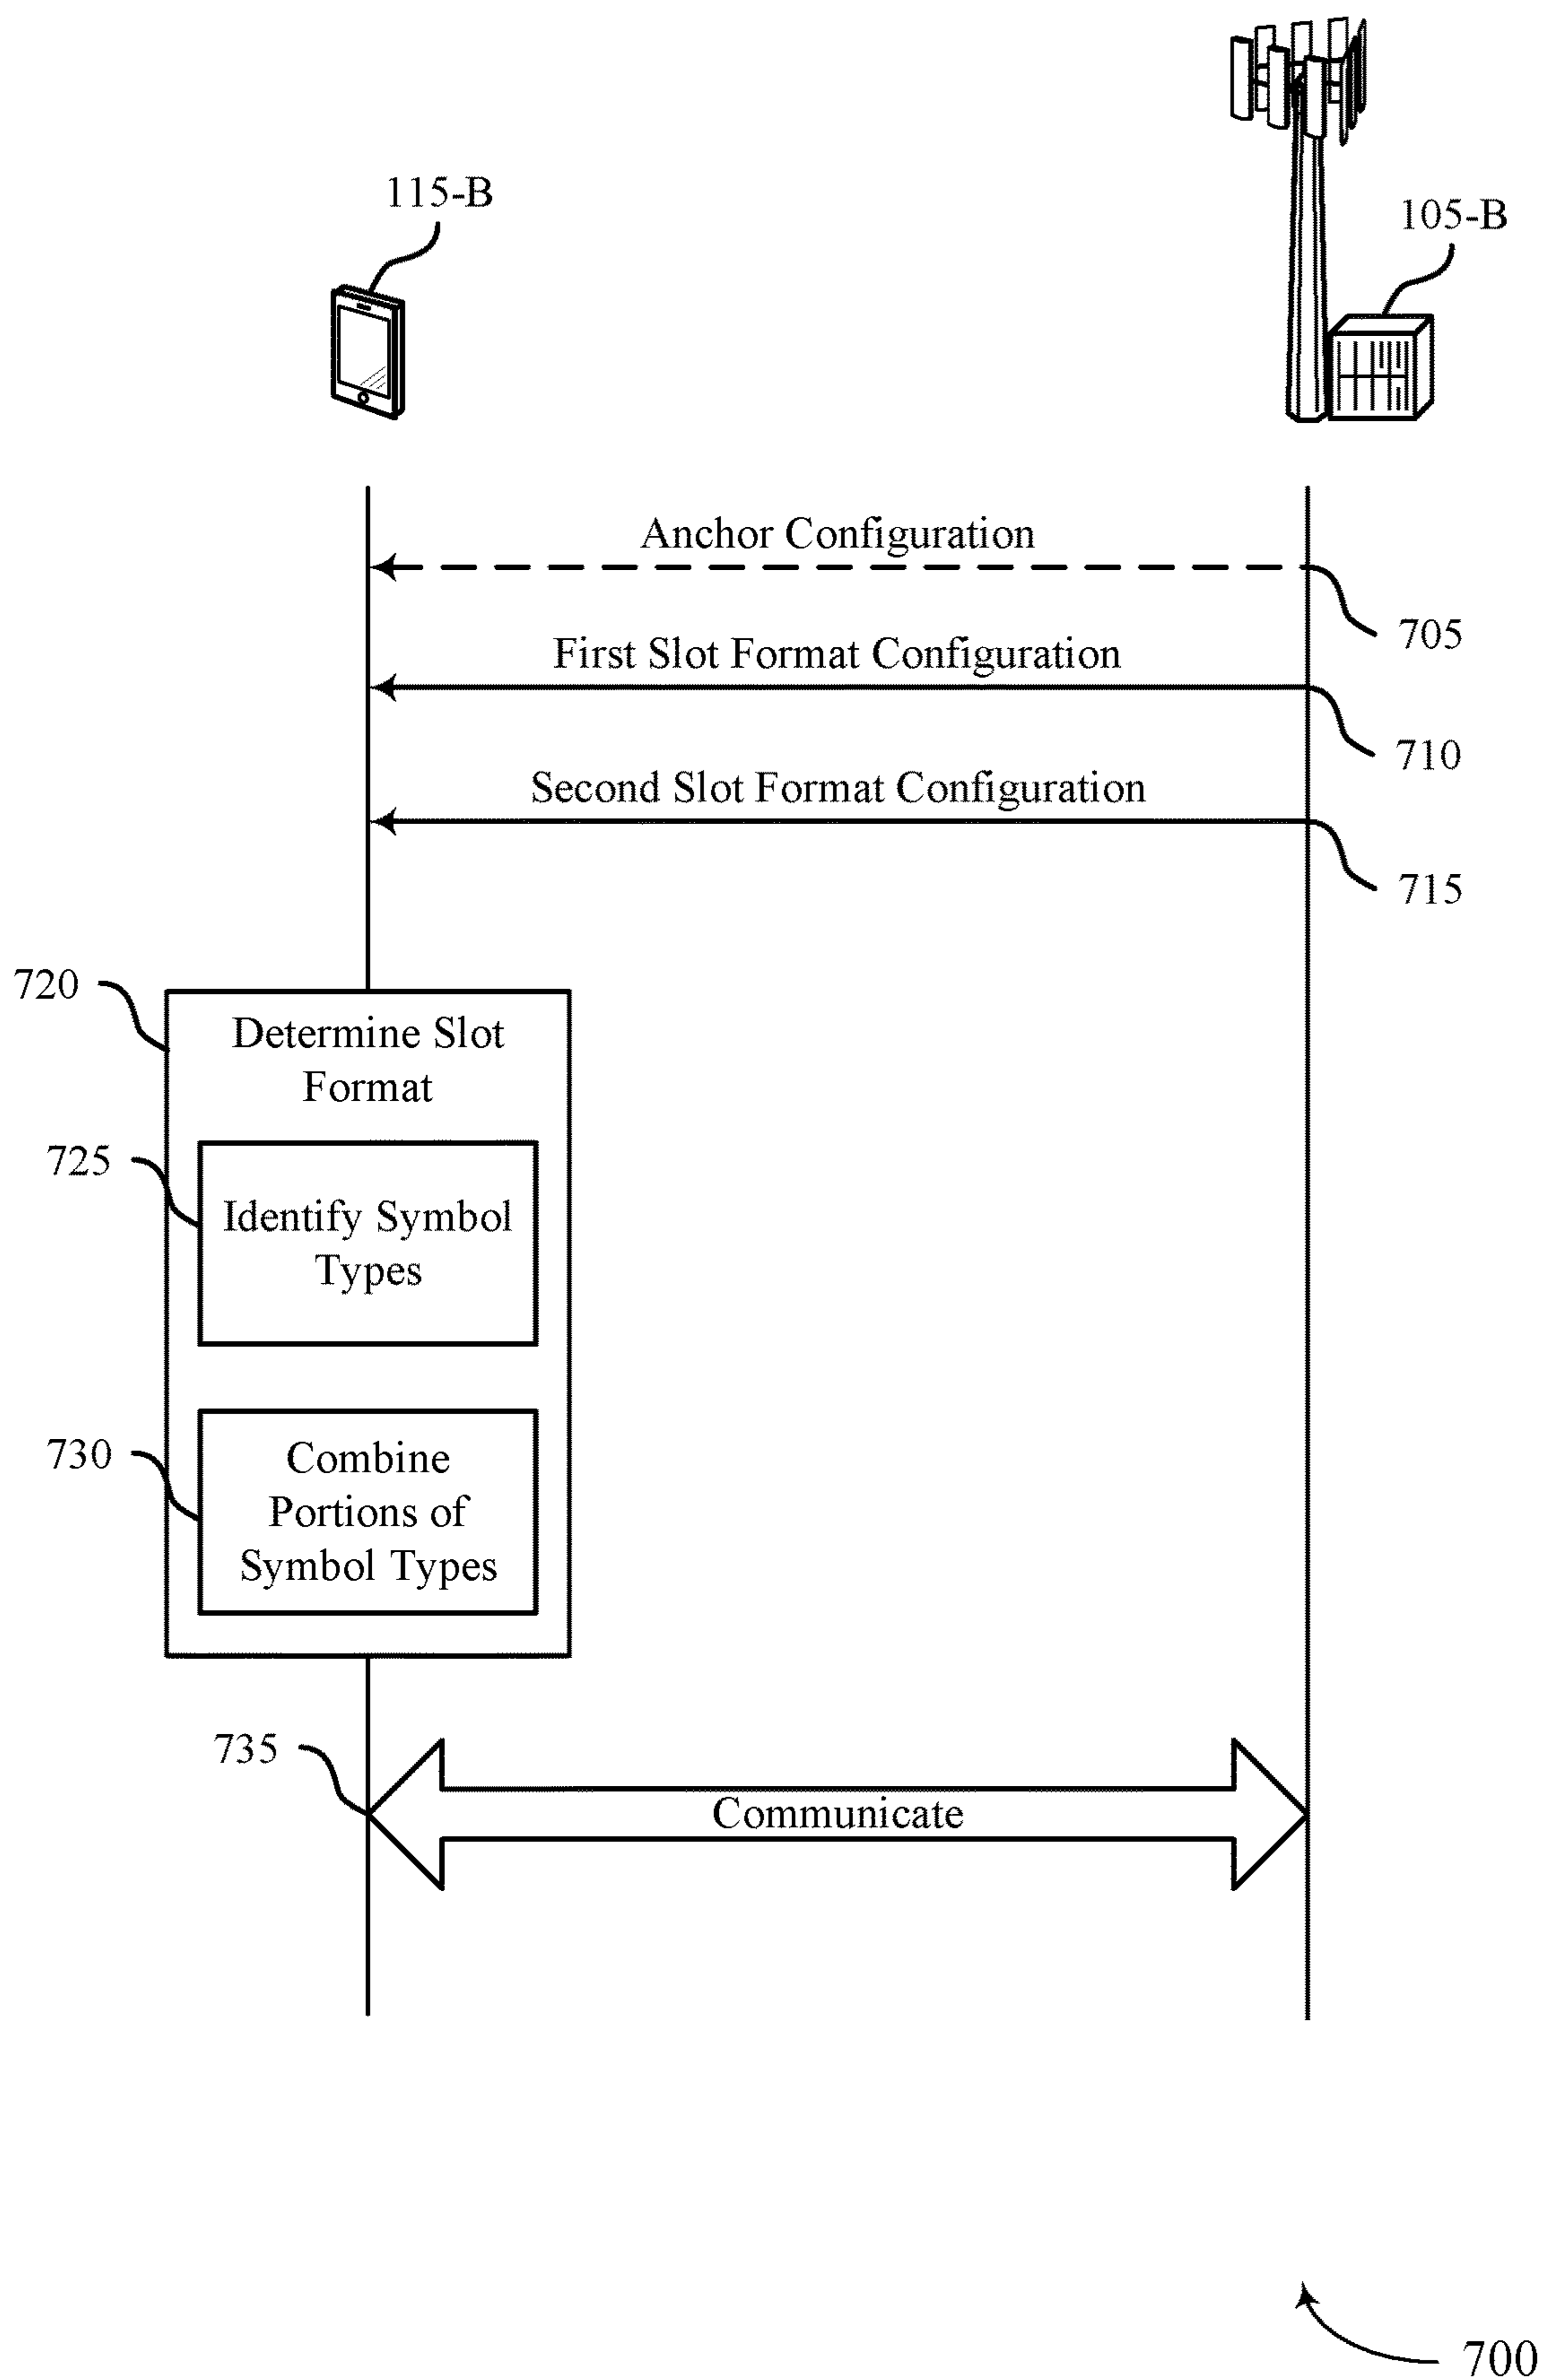 115-B
105-B
Anchor Configuration
705
First Slot Format Configuration
710
Second Slot Format Configuration
715
720
Determine Slot
Format
725
Identify Symbol
Types
730
Combine
Portions of
Symbol Types
735
Communicate
700